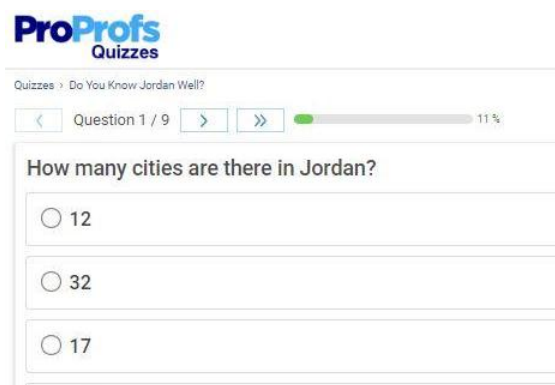 ProProfs
Quizzes
Quizzes › Do You Know Jordan Well?
Question 1 / 9
11 %
How many cities are there in Jordan?
12
32
17